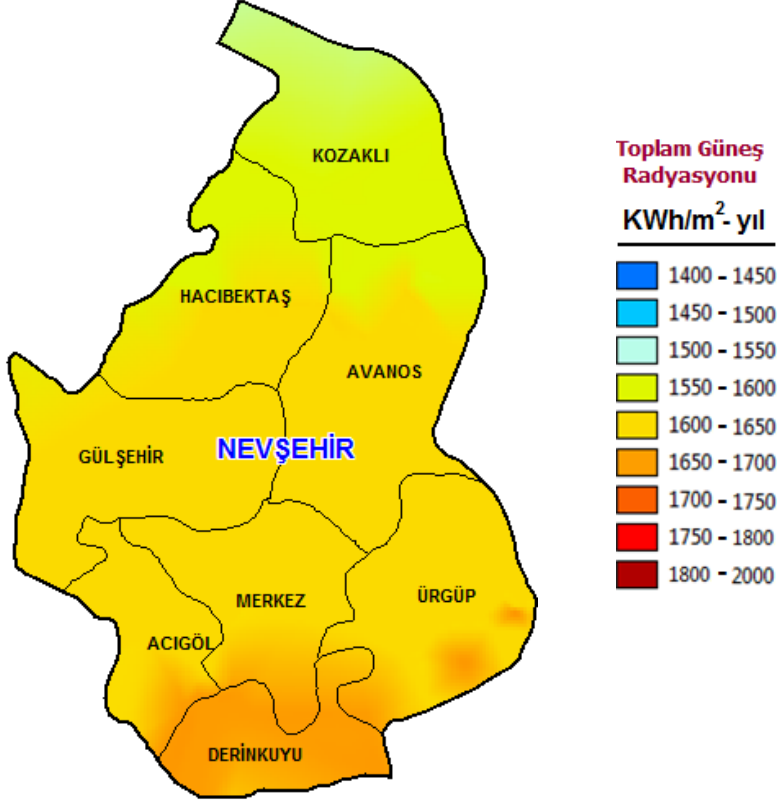 KOZAKLI
HACIBEKTAŞ
AVANOS
GÜLŞEHİR
NEVŞEHİR
MERKEZ
ÜRGÜP
ACIGÖL
DERİNKUYU
Toplam Güneş
Radyasyonu
KWh/m²- yıl
1400 - 1450
1450 - 1500
1500 - 1550
1550 - 1600
1600 - 1650
1650 - 1700
1700 - 1750
1750 - 1800
1800 - 2000